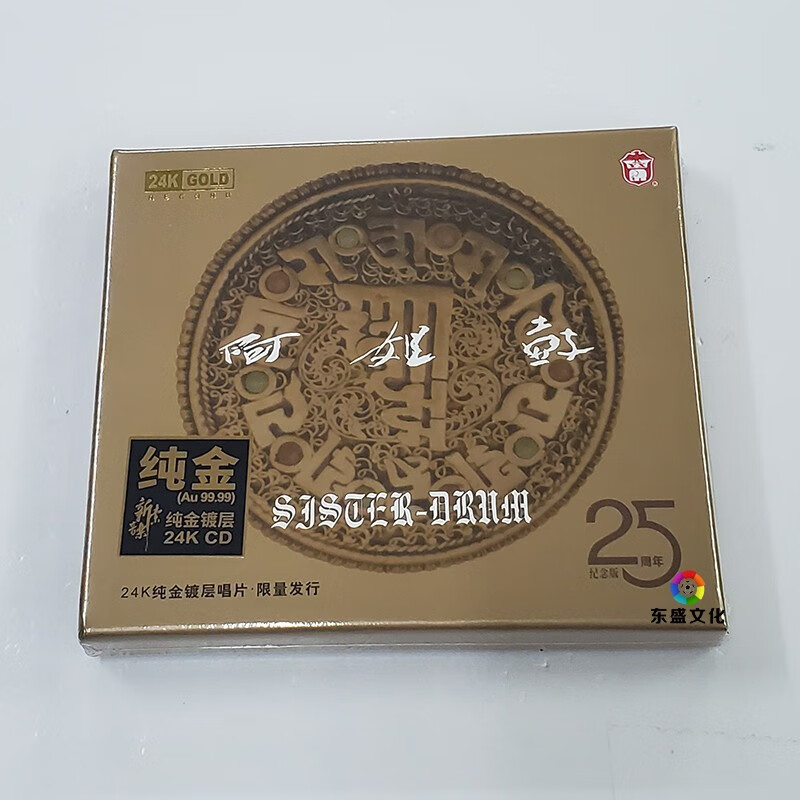 24K GOLD
阿姐鼓
纯金
(Au 99.99)
纯金镀层
24K CD
SISTER-DRUM
25
周年
纪念版
24K纯金镀层唱片·限量发行
东盛文化